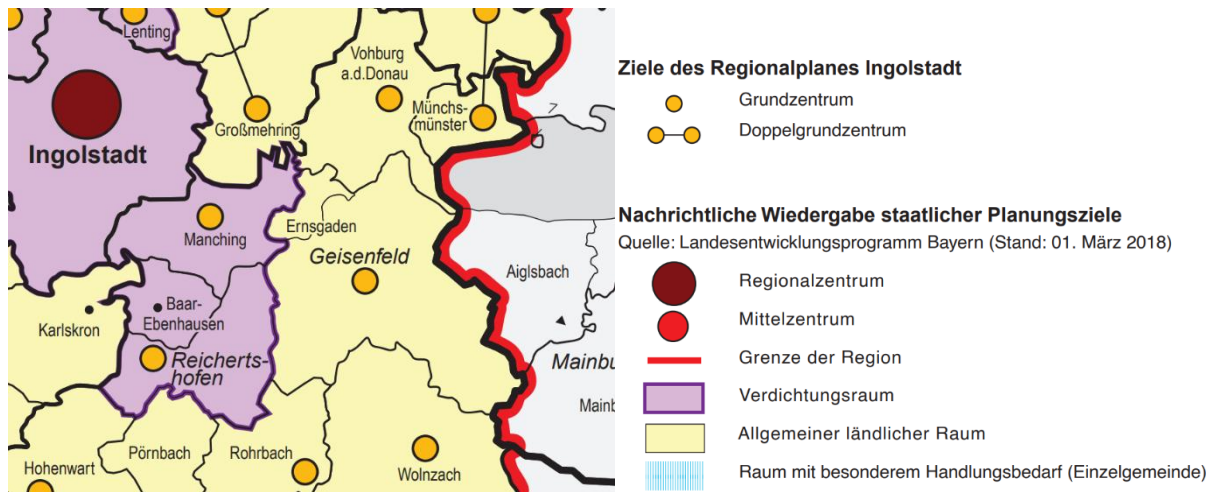 Lenting
Vohburg
a.d.Donau
Münchs-
münster
Großmehring
Ingolstadt
Manching
Ernsgaden
Geisenfeld
Aiglsbach
Baar-
Ebenhausen
Karlskron
Reicherts-
hofen
Mainbu
Mainb
Pörnbach
Rohrbach
Hohenwart
Wolnzach
Ziele des Regionalplanes Ingolstadt
Grundzentrum
Doppelgrundzentrum
Nachrichtliche Wiedergabe staatlicher Planungsziele
Quelle: Landesentwicklungsprogramm Bayern (Stand: 01. März 2018)
Regionalzentrum
Mittelzentrum
Grenze der Region
Verdichtungsraum
Allgemeiner ländlicher Raum
Raum mit besonderem Handlungsbedarf (Einzelgemeinde)